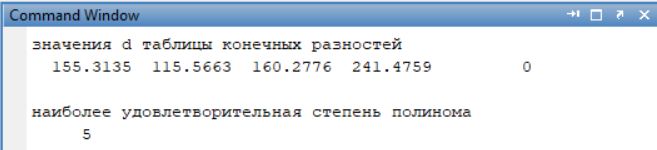 Command Window
значения d таблицы конечных разностей
155.3135 115.5663 160.2776 241.4759 0
наиболее удовлетворительная степень полинома
5